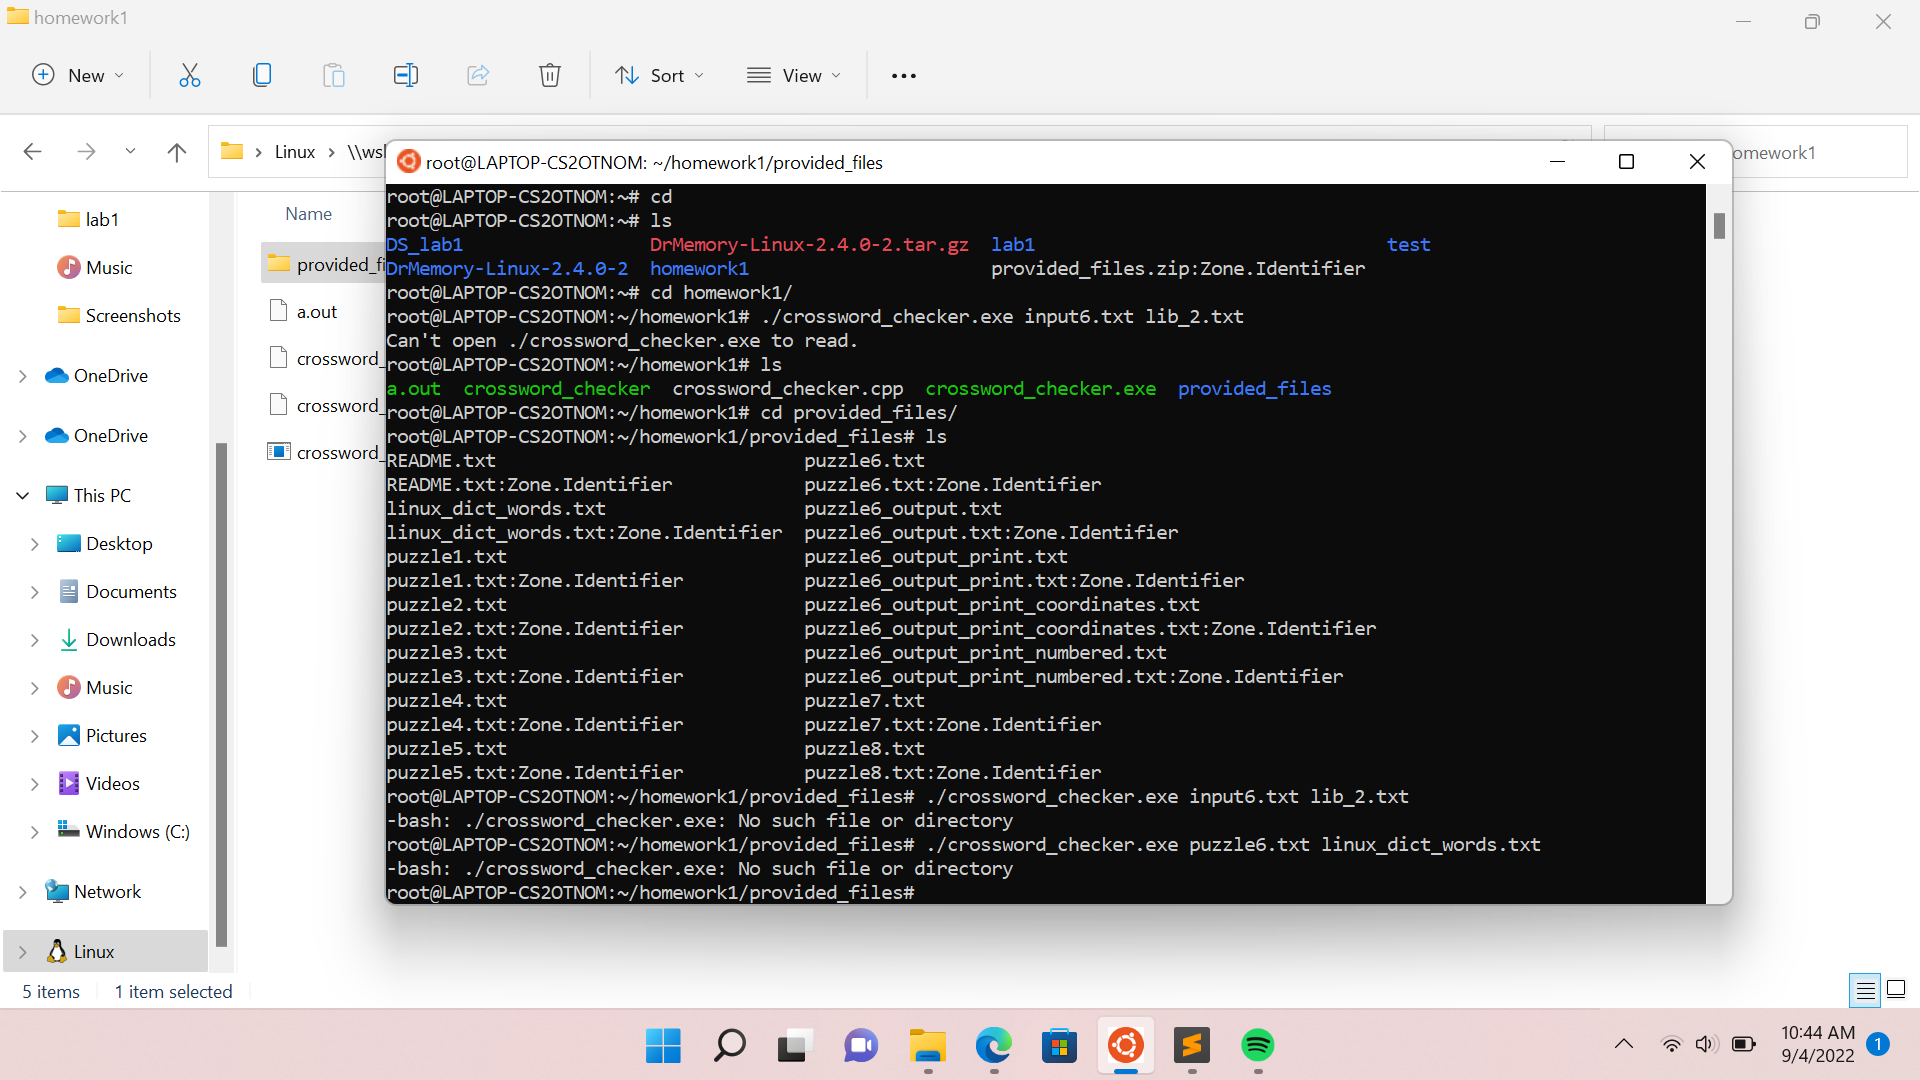 homework1
New
Sort
View
Linux
\\wsl
omework1
root@LAPTOP-CS2OTNOM: ~/homework1/provided_files
lab1
Music
Screenshots
OneDrive
OneDrive
This PC
Desktop
Documents
Downloads
Music
Pictures
Videos
Windows (C:)
Network
Linux
Name
provided_fi
a.out
crossword_
crossword_
crossword_
root@LAPTOP-CS2OTNOM:~# cd
root@LAPTOP-CS2OTNOM:~# ls
DS_lab1 DrMemory-Linux-2.4.0-2.tar.gz lab1 test
DrMemory-Linux-2.4.0-2 homework1 provided_files.zip:Zone.Identifier
root@LAPTOP-CS2OTNOM:~# cd homework1/
root@LAPTOP-CS2OTNOM:~/homework1# ./crossword_checker.exe input6.txt lib_2.txt
Can't open ./crossword_checker.exe to read.
root@LAPTOP-CS2OTNOM:~/homework1# ls
a.out crossword_checker crossword_checker.cpp crossword_checker.exe provided_files
root@LAPTOP-CS2OTNOM:~/homework1# cd provided_files/
root@LAPTOP-CS2OTNOM:~/homework1/provided_files# ls
README.txt puzzle6.txt
README.txt:Zone.Identifier puzzle6.txt:Zone.Identifier
linux_dict_words.txt puzzle6_output.txt
linux_dict_words.txt:Zone.Identifier puzzle6_output.txt:Zone.Identifier
puzzle1.txt puzzle6_output_print.txt
puzzle1.txt:Zone.Identifier puzzle6_output_print.txt:Zone.Identifier
puzzle2.txt puzzle6_output_print_coordinates.txt
puzzle2.txt:Zone.Identifier puzzle6_output_print_coordinates.txt:Zone.Identifier
puzzle3.txt puzzle6_output_print_numbered.txt
puzzle3.txt:Zone.Identifier puzzle6_output_print_numbered.txt:Zone.Identifier
puzzle4.txt puzzle7.txt
puzzle4.txt:Zone.Identifier puzzle7.txt:Zone.Identifier
puzzle5.txt puzzle8.txt
puzzle5.txt:Zone.Identifier puzzle8.txt:Zone.Identifier
root@LAPTOP-CS2OTNOM:~/homework1/provided_files# ./crossword_checker.exe input6.txt lib_2.txt
-bash: ./crossword_checker.exe: No such file or directory
root@LAPTOP-CS2OTNOM:~/homework1/provided_files# ./crossword_checker.exe puzzle6.txt linux_dict_words.txt
-bash: ./crossword_checker.exe: No such file or directory
root@LAPTOP-CS2OTNOM:~/homework1/provided_files#
5 items
1 item selected
10:44 AM
9/4/2022
1